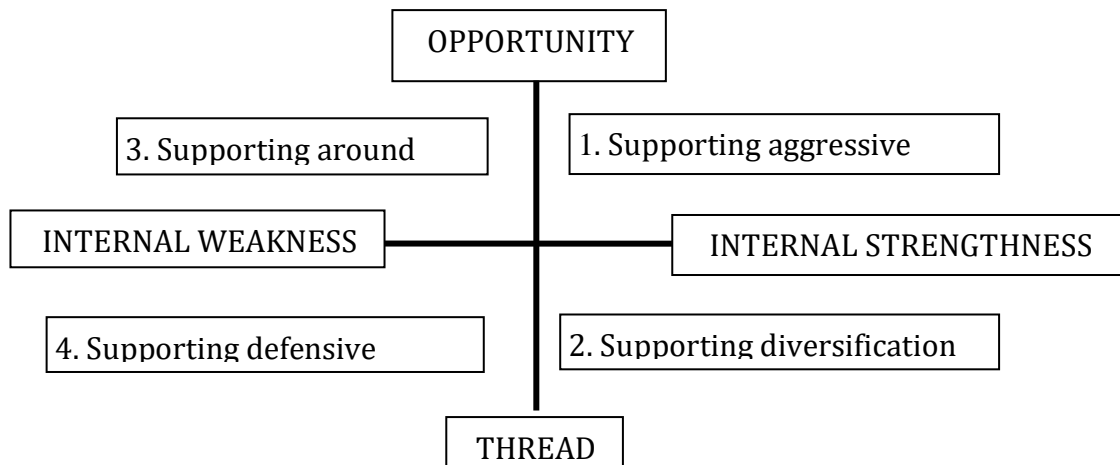 OPPORTUNITY
3. Supporting around
1. Supporting aggressive
INTERNAL WEAKNESS
INTERNAL STRENGTHNESS
4. Supporting defensive
2. Supporting diversification
THREAD